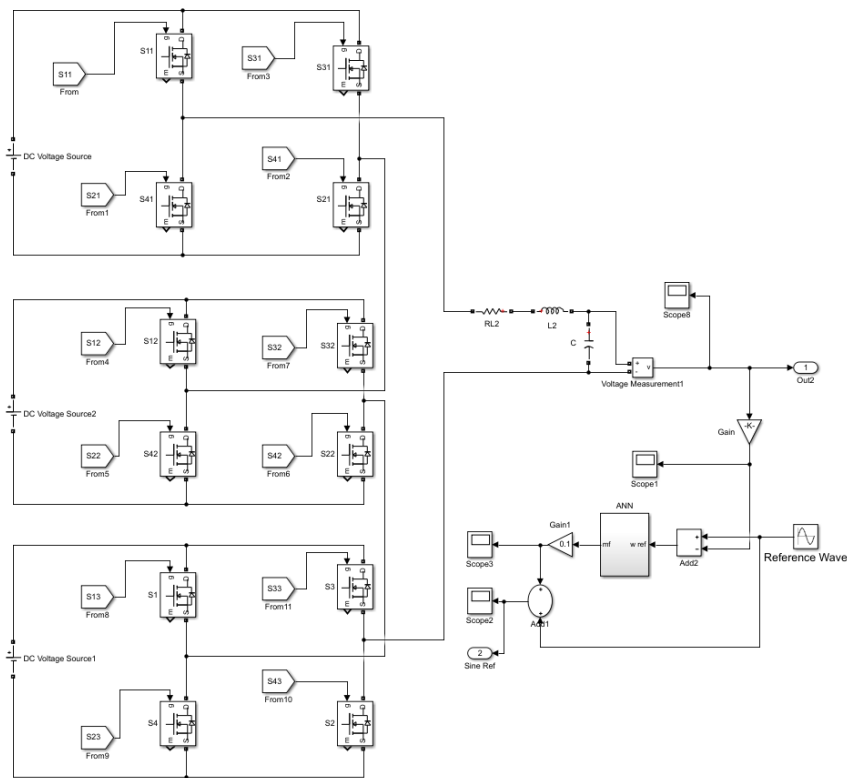 S11
S11
From
g
D
m
S
S31
From3
S31
g
D
m
S
DC Voltage Source
S21
From1
S41
g
D
m
S
S41
From2
S21
g
D
m
S
S12
From4
S12
g
D
m
S
S32
From7
S32
g
D
m
S
DC Voltage Source2
S22
From5
S42
g
D
m
S
S42
From6
S22
g
D
m
S
S13
From8
S1
g
D
m
S
S33
From11
S3
g
D
m
S
DC Voltage Source1
S23
From9
S4
g
D
m
S
S43
From10
S2
g
D
m
S
RL2
L2
C
Scope8
v
Voltage Measurement1
1
Out2
-K-
Gain
Scope1
ANN
mf
w ref
Gain1
0.1
Scope3
Add2
Reference Wave
Scope2
Add1
2
Sine Ref